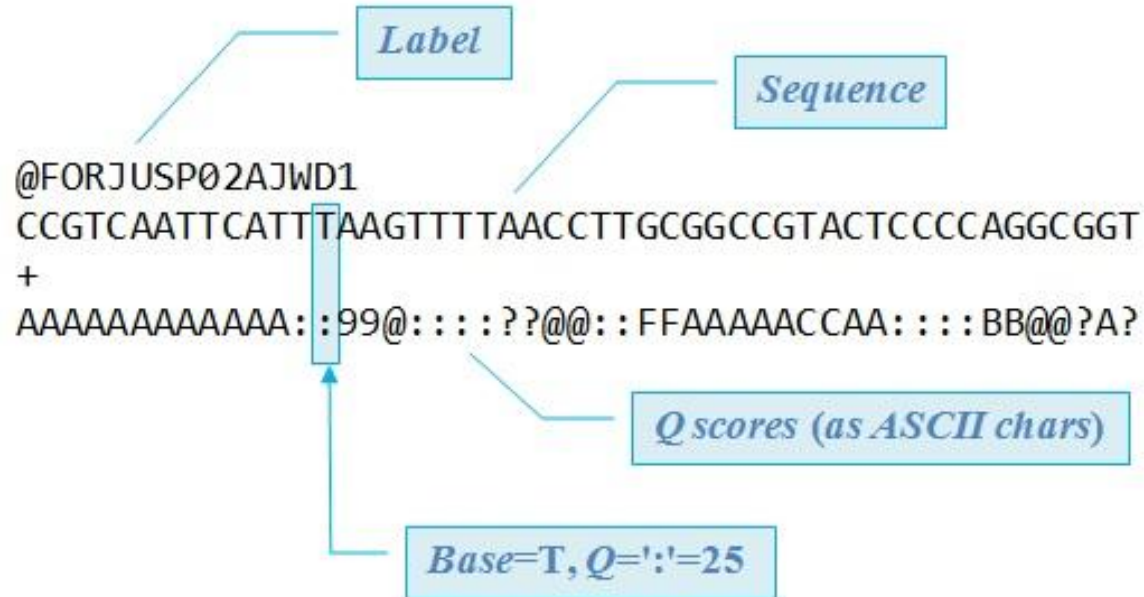 Label
Sequence
@FORJUSP02AJWD1
CCGTCAATTCATTTAAGTTTTAACCTTGCGGCCGTACTCCCCAGGCGGT
+
AAAAAAAAAAAA::99@::::??@@::FFAAAAACCAA::::BB@@?A?
Q scores (as ASCII chars)
Base=T, Q=':'=25